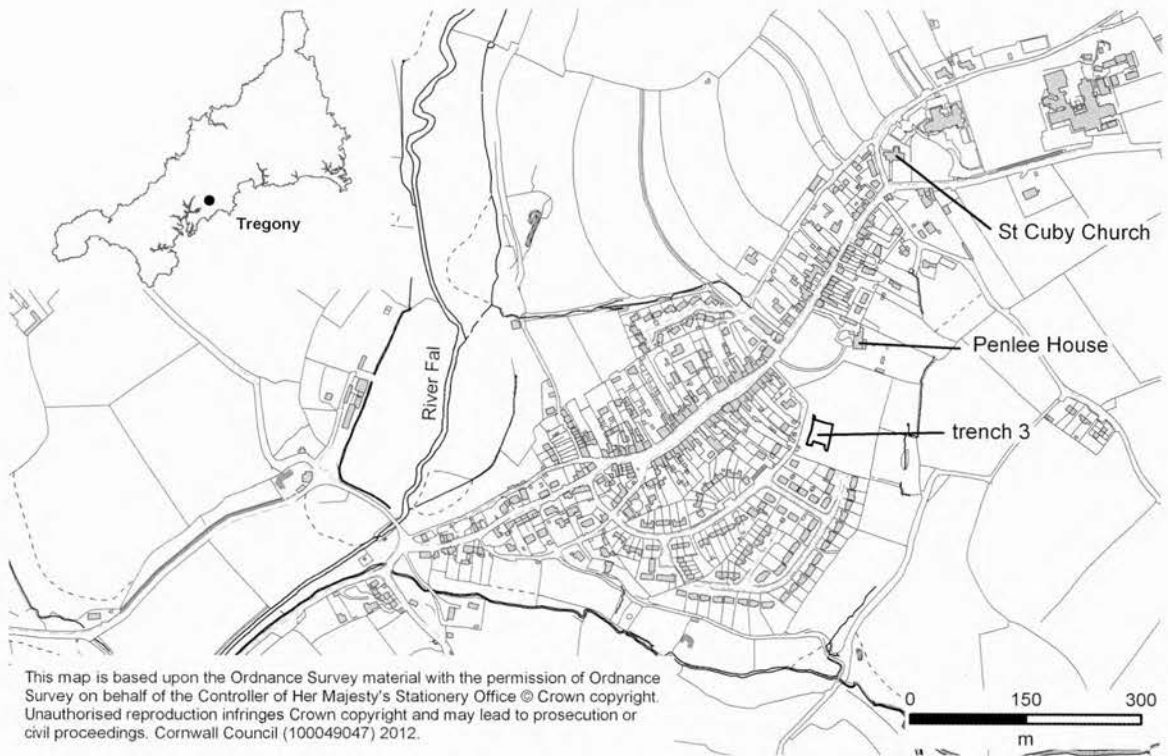 Tregony
St Cuby Church
Penlee House
River Fal
trench 3
This map is based upon the Ordnance Survey material with the permission of Ordnance
Survey on behalf of the Controller of Her Majesty's Stationery Office © Crown copyright.
Unauthorised reproduction infringes Crown copyright and may lead to prosecution or
civil proceedings. Cornwall Council (100049047) 2012.
0 150 300
m